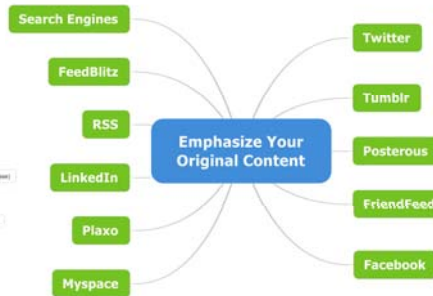 Search Engines
FeedBlitz
RSS
LinkedIn
Plaxo
Myspace
Emphasize Your
Original Content
Twitter
Tumblr
Posterous
FriendFeed
Facebook